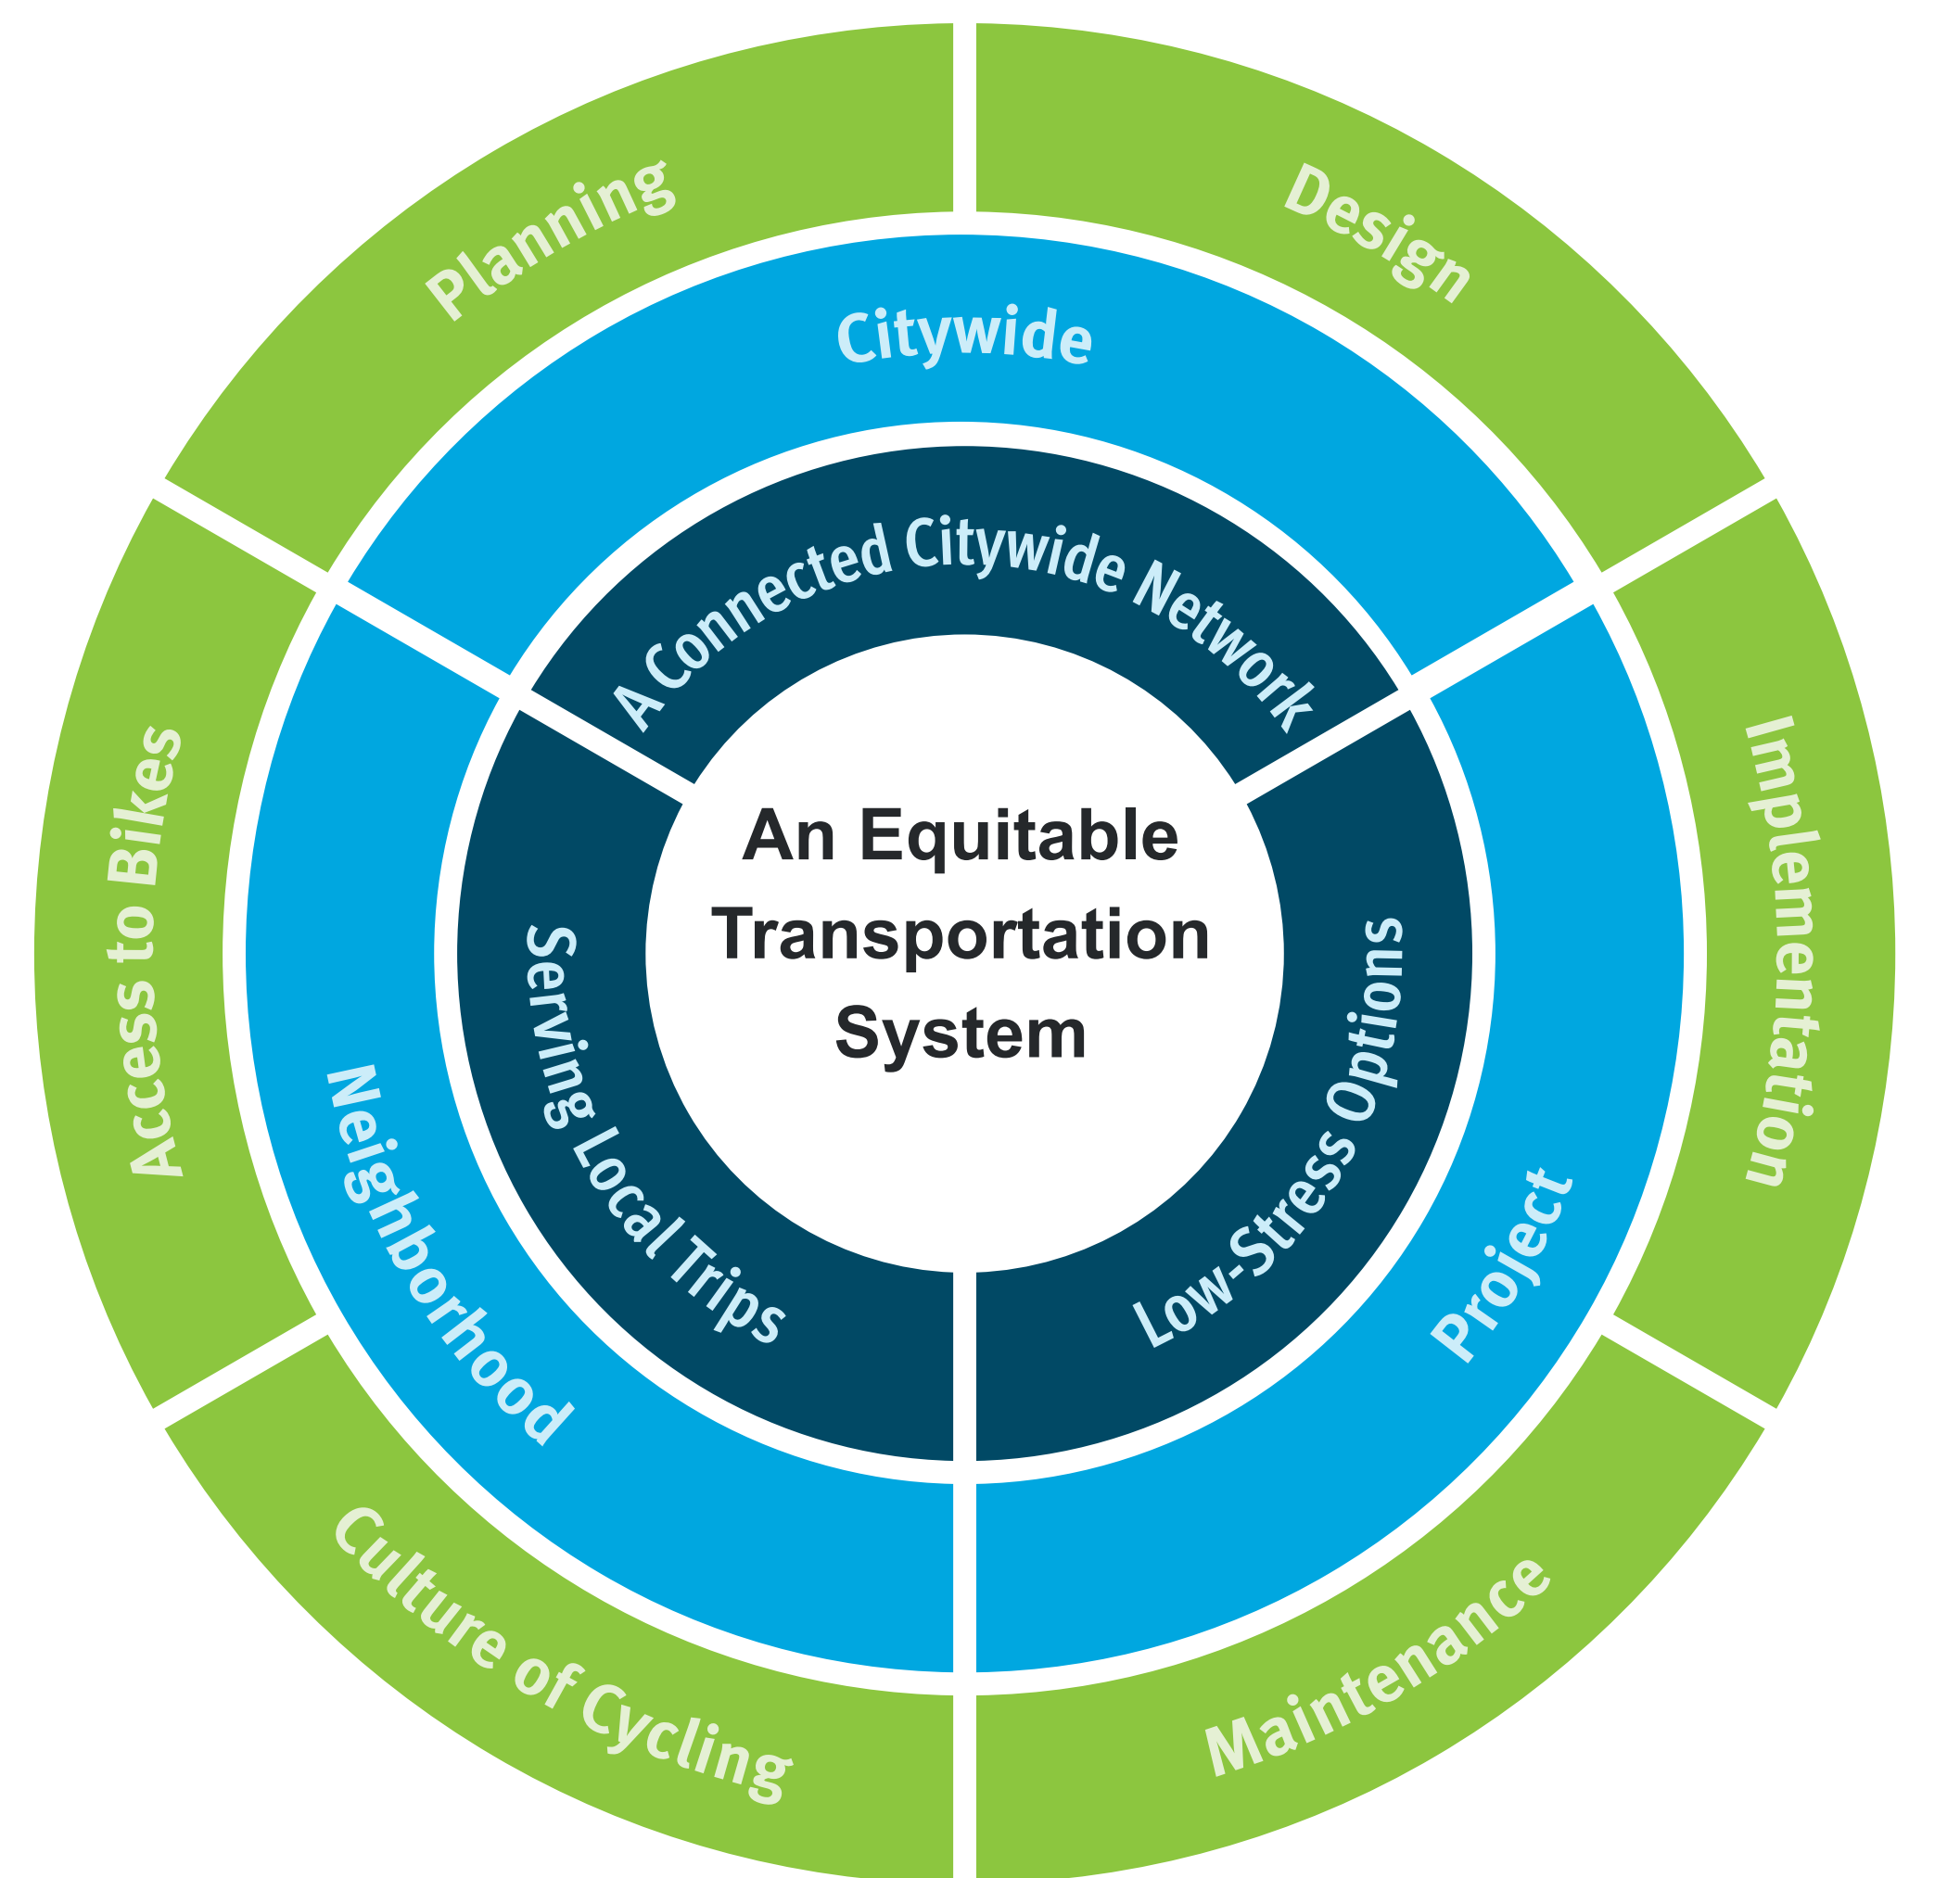 Planning
Design
Implementation
Maintenance
Culture of Cycling
Access to Bikes
Citywide
Project
Neighborhood
A Connected Citywide Network
Low-Stress Options
Serving Local Trips
An Equitable
Transportation
System